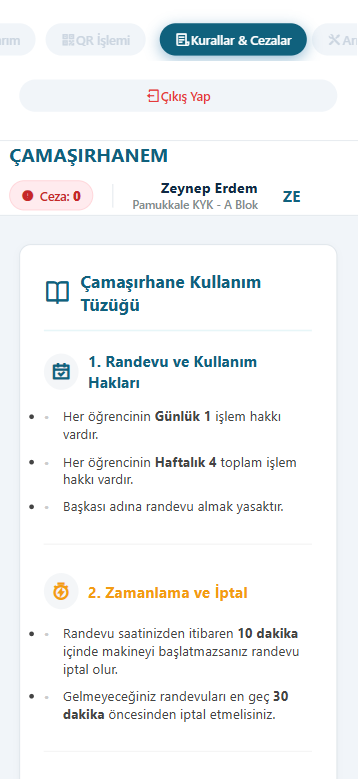 arım
QR İşlemi
Kurallar & Cezalar
Arı
Çıkış Yap
ÇAMAŞIRHANEM
Ceza: 0
Zeynep Erdem
Pamukkale KYK - A Blok
ZE
Çamaşırhane Kullanım
Tüzüğü
1. Randevu ve Kullanım
Hakları
Her öğrencinin Günlük 1 işlem hakkı
vardır.
Her öğrencinin Haftalık 4 toplam işlem
hakkı vardır.
Başkası adına randevu almak yasaktır.
2. Zamanlama ve İptal
Randevu saatinizden itibaren 10 dakika
içinde makineyi başlatmazsanız randevu
iptal olur.
Gelmeyeceğiniz randevuları en geç 30
dakika öncesinden iptal etmelisiniz.